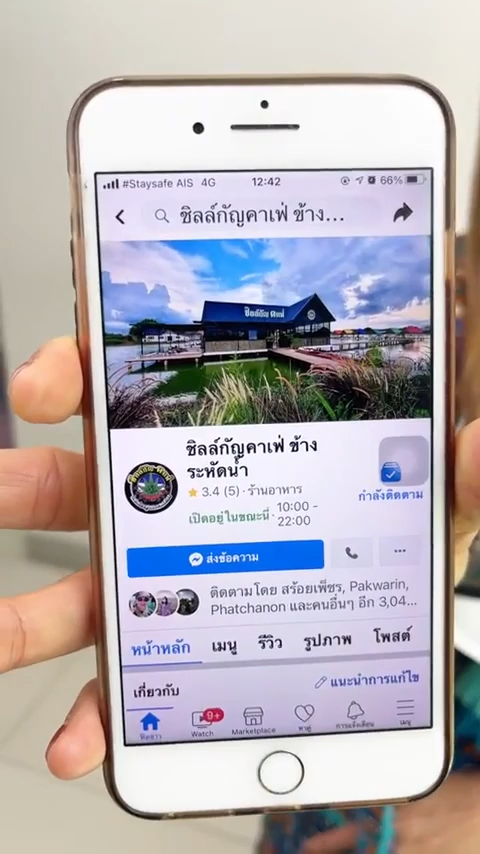 #Staysafe AIS 4G 12:42 66%
ชิลล์กัญคาเฟ่ ข้าง...
ชิลล์กัญ คาเฟ่
ชิลล์กัญคาเฟ่ ข้าง
ระหัดน้ำ
3.4 (5) · ร้านอาหาร
กำลังติดตาม
เปิดอยู่ในขณะนี้ · 10:00 -
22:00
ส่งข้อความ
ติดตามโดย สร้อยเพ็ชร, Pakwarin,
Phatchanon และคนอื่นๆ อีก 3,04...
หน้าหลัก เมนู รีวิว รูปภาพ โพสต์
เกี่ยวกับ แนะนำการแก้ไข
9+
ฟีดข่าว Watch Marketplace หาคู่ การแจ้งเตือน เมนู